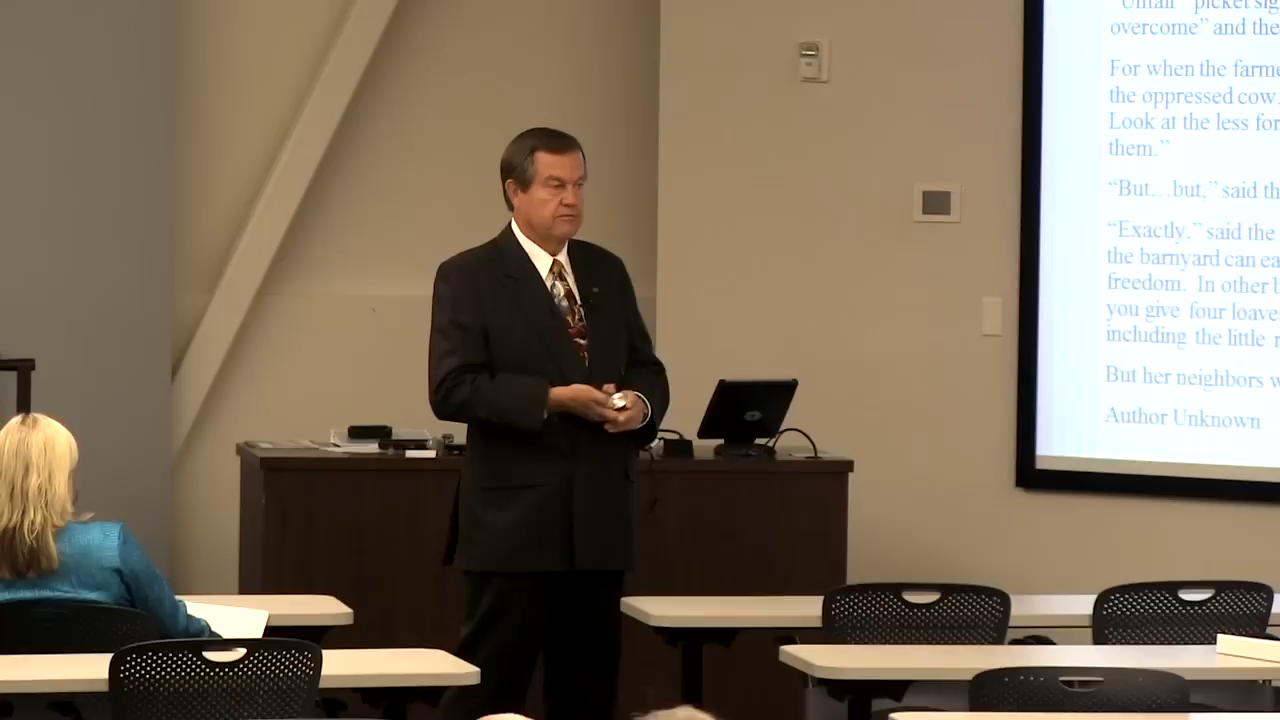 "Unfair" picket sig
overcome" and the
For when the farme
the oppressed cow.
Look at the less for
them."
"But…but," said th
"Exactly," said the
the barnyard can ea
freedom. In other b
you give four loave
including the little r
But her neighbors w
Author Unknown